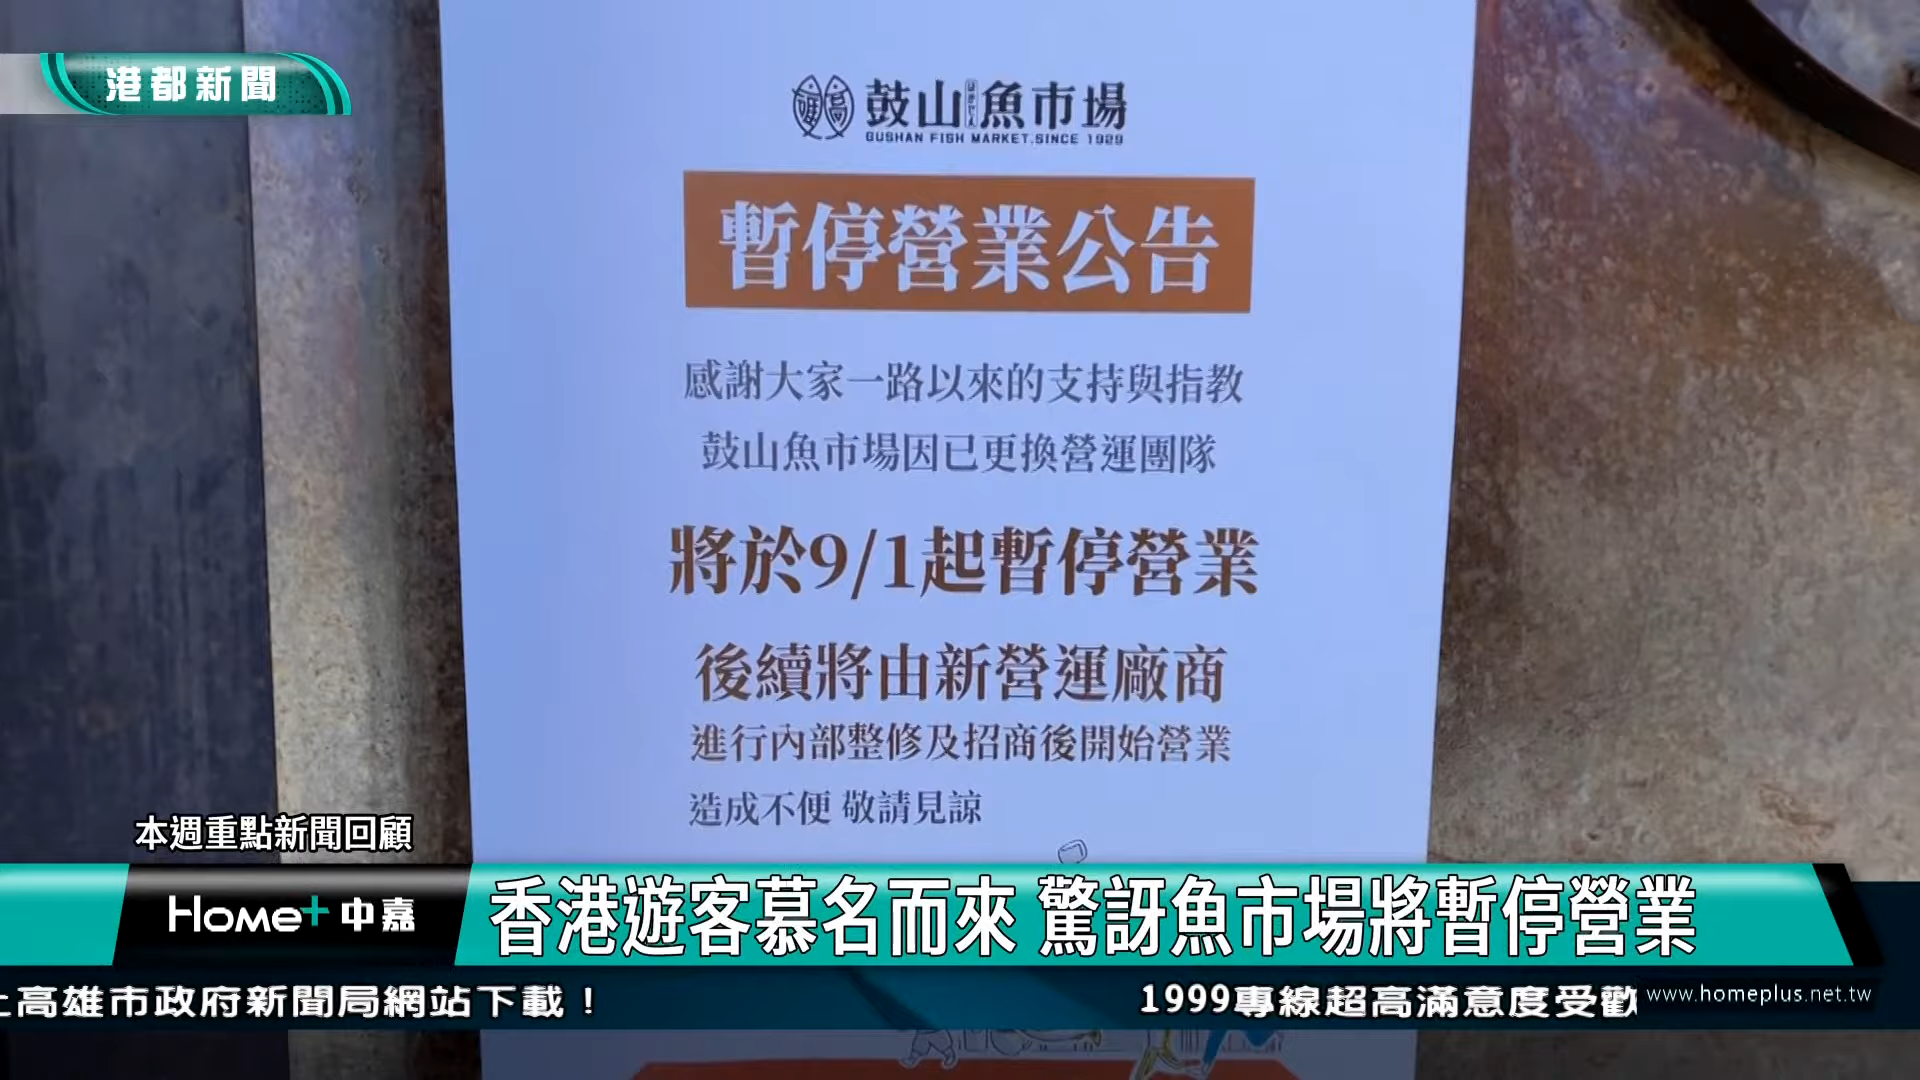 港都新聞
鼓山魚市場
GUSHAN FISH MARKET.SINCE 1929
暫停營業公告
感謝大家一路以來的支持與指教
鼓山魚市場因已更換營運團隊
將於9/1起暫停營業
後續將由新營運廠商
進行內部整修及招商後開始營業
造成不便 敬請見諒
本週重點新聞回顧
Home+ 中嘉
香港遊客慕名而來 驚訝魚市場將暫停營業
上高雄市政府新聞局網站下載！
1999專線超高滿意度受歡
www.homeplus.net.tw